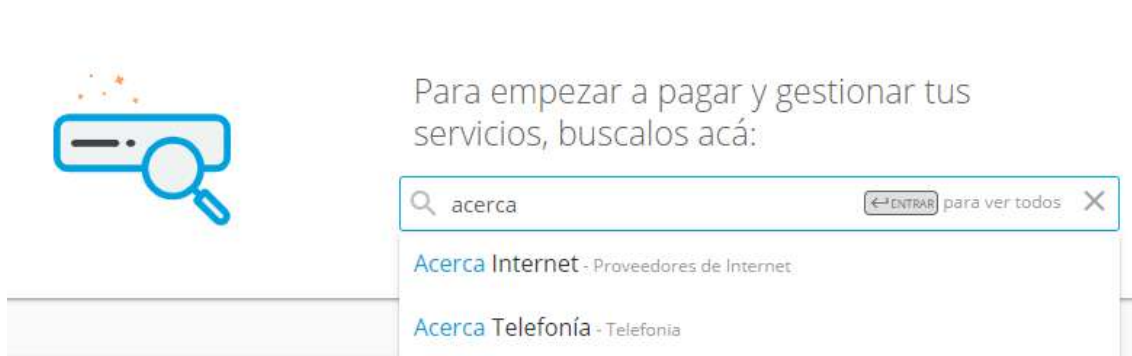 Para empezar a pagar y gestionar tus
servicios, buscalos acá:
acerca ENTRAR para ver todos
Acerca Internet - Proveedores de Internet
Acerca Telefonía - Telefonia